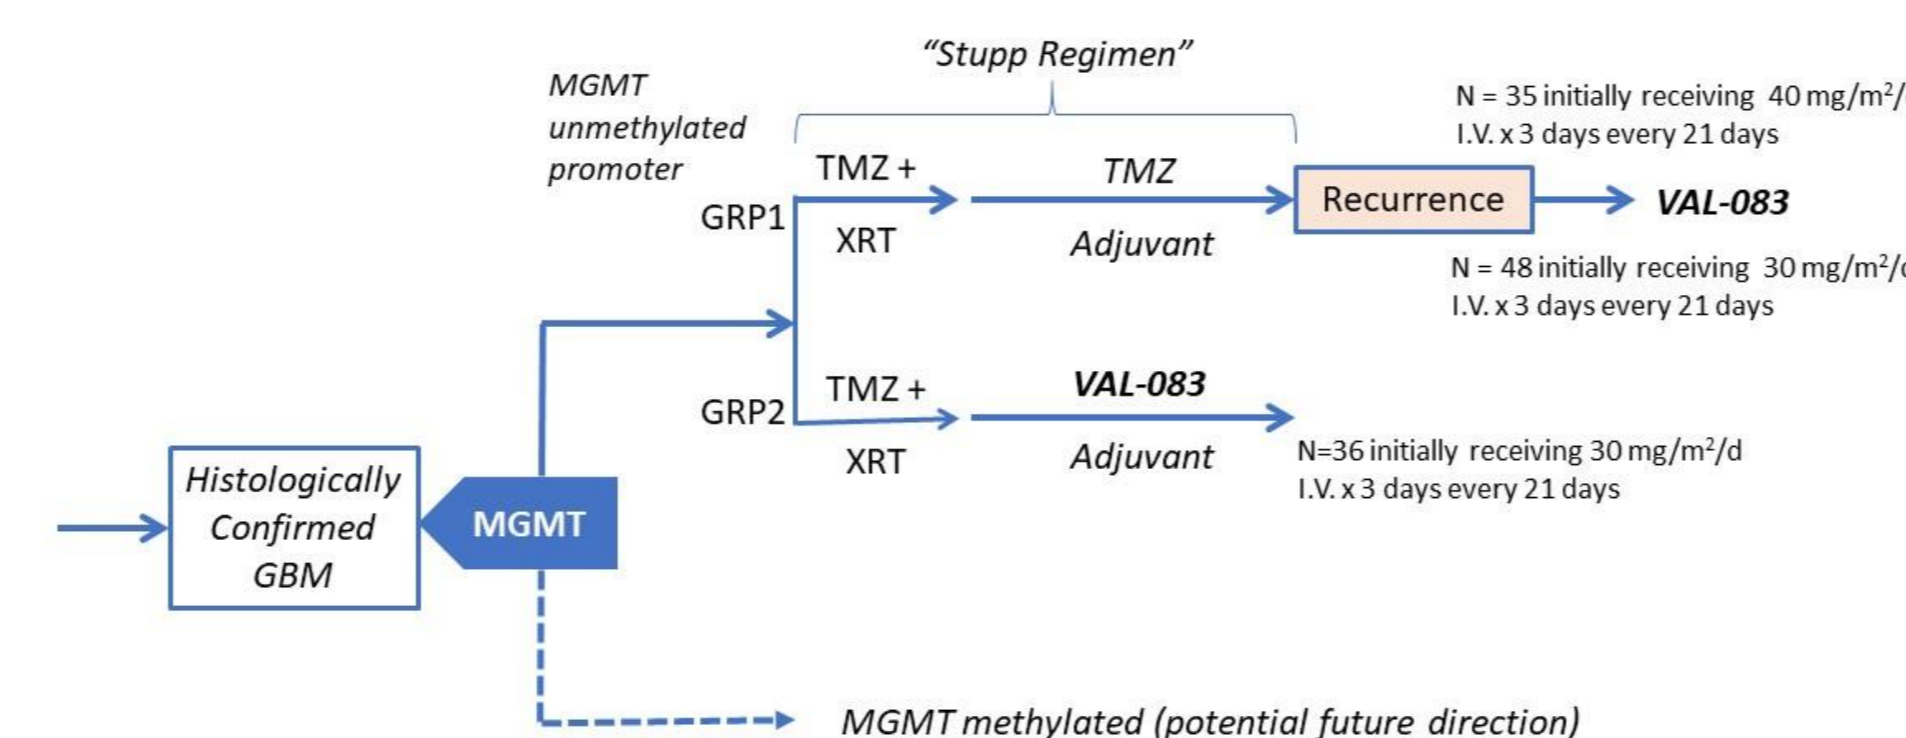 “Stupp Regimen”
MGMT
unmethylated
promoter
N = 35 initially receiving 40 mg/m²/
I.V. x 3 days every 21 days
TMZ +
TMZ
GRP1
Recurrence
VAL-083
XRT
Adjuvant
N = 48 initially receiving 30 mg/m²/
I.V. x 3 days every 21 days
TMZ +
VAL-083
GRP2
XRT
Adjuvant
N=36 initially receiving 30 mg/m²/d
I.V. x 3 days every 21 days
Histologically
Confirmed
GBM
MGMT
MGMT methylated (potential future direction)